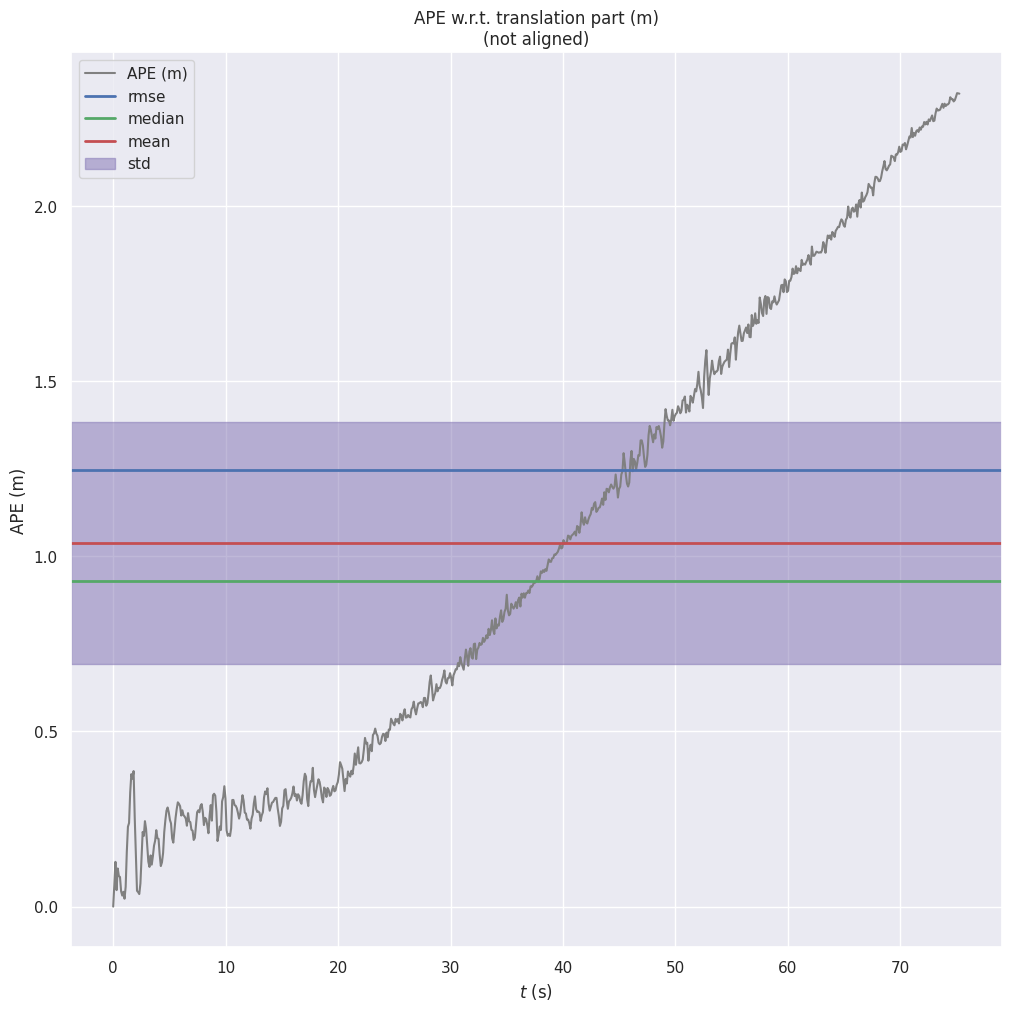 APE w.r.t. translation part (m)
(not aligned)
APE (m)
rmse
median
mean
std
APE (m)
2.0
1.5
1.0
0.5
0.0
0 10 20 30 40 50 60 70
t (s)